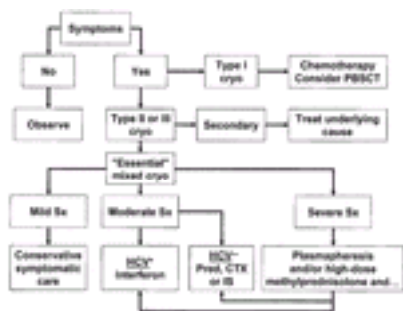 Symptoms
No
Yes
Type I
cryo
Chemotherapy
Consider PBSCT
Observe
Type II or III
cryo
Secondary
Treat underlying
cause
"Essential"
mixed cryo
Mild Sx
Moderate Sx
Severe Sx
Conservative
symptomatic
care
HCV+
Interferon
HCV–
Pred, CTX
or IS
Plasmapheresis
and/or high-dose
methylprednisolone and...